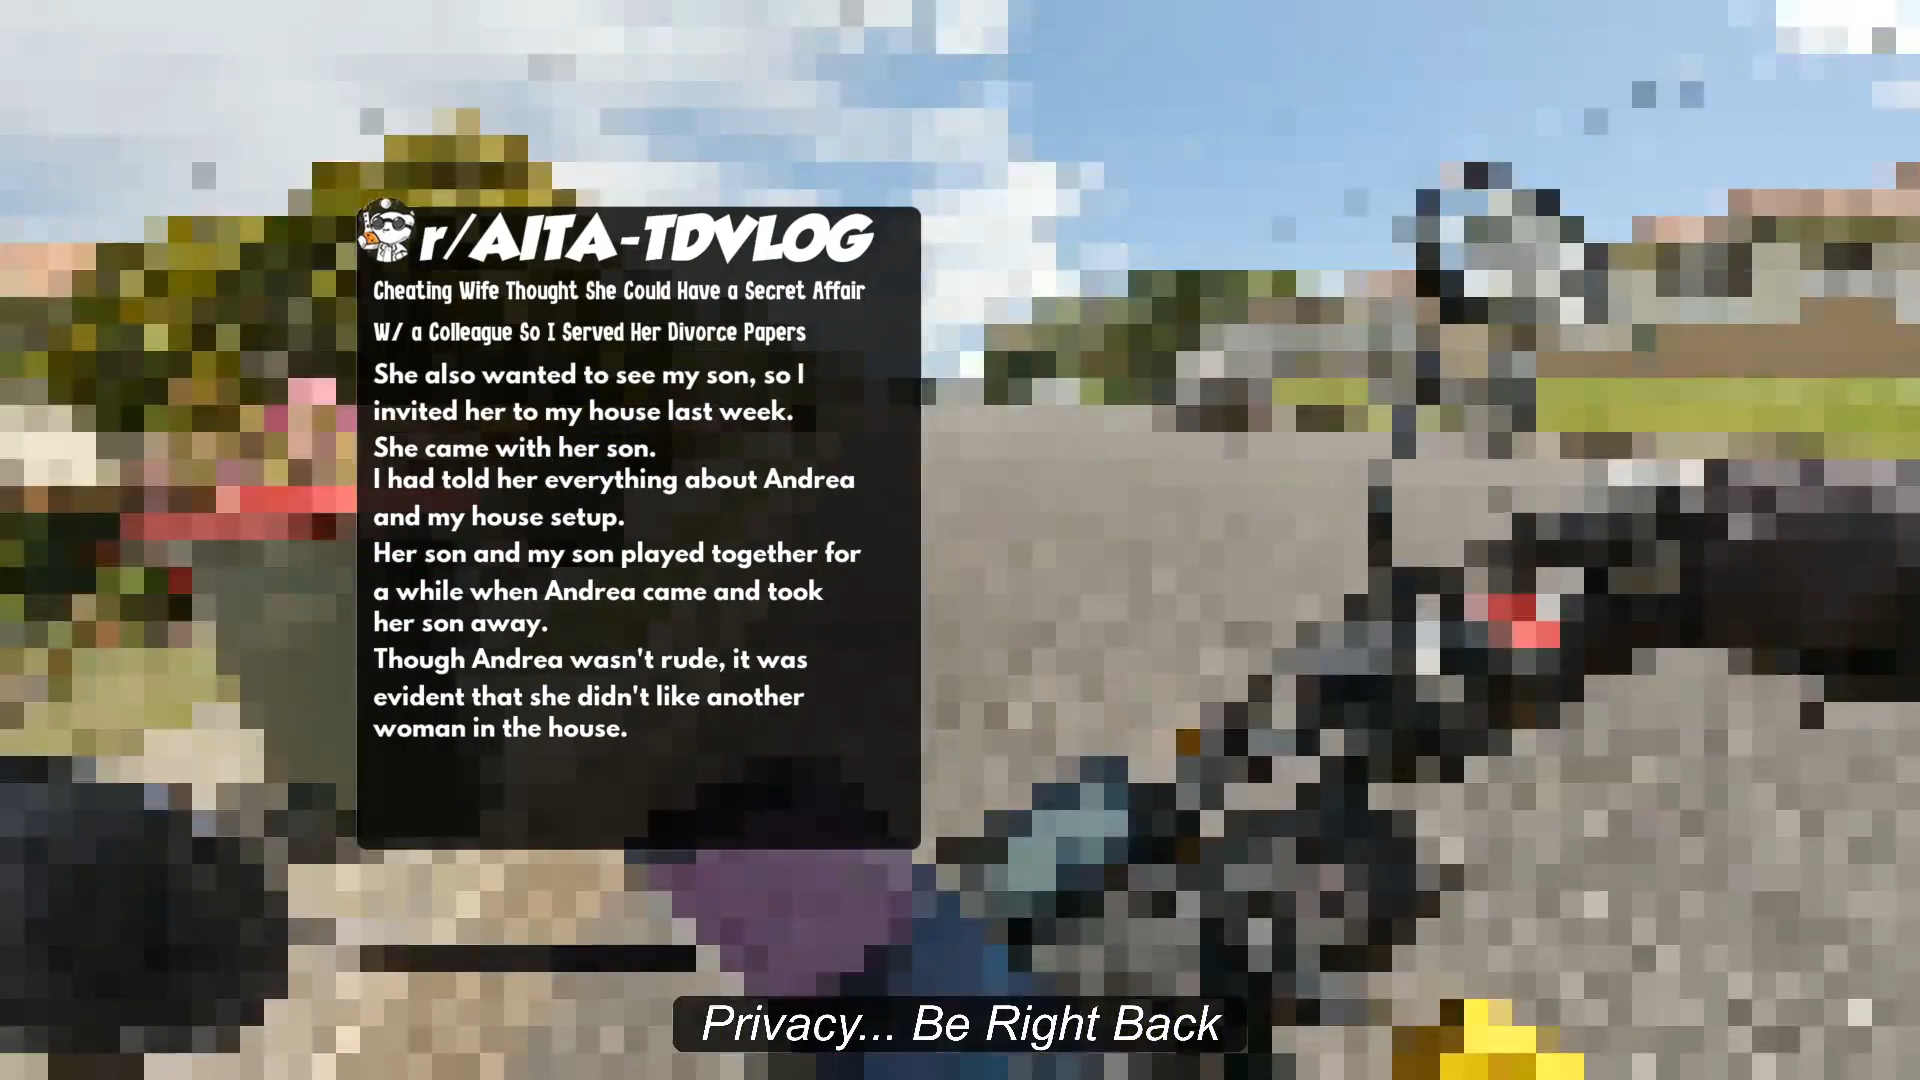 r/AITA-TDVLOG
Cheating Wife Thought She Could Have a Secret Affair
W/ a Colleague So I Served Her Divorce Papers
She also wanted to see my son, so I
invited her to my house last week.
She came with her son.
I had told her everything about Andrea
and my house setup.
Her son and my son played together for
a while when Andrea came and took
her son away.
Though Andrea wasn't rude, it was
evident that she didn't like another
woman in the house.
Privacy... Be Right Back